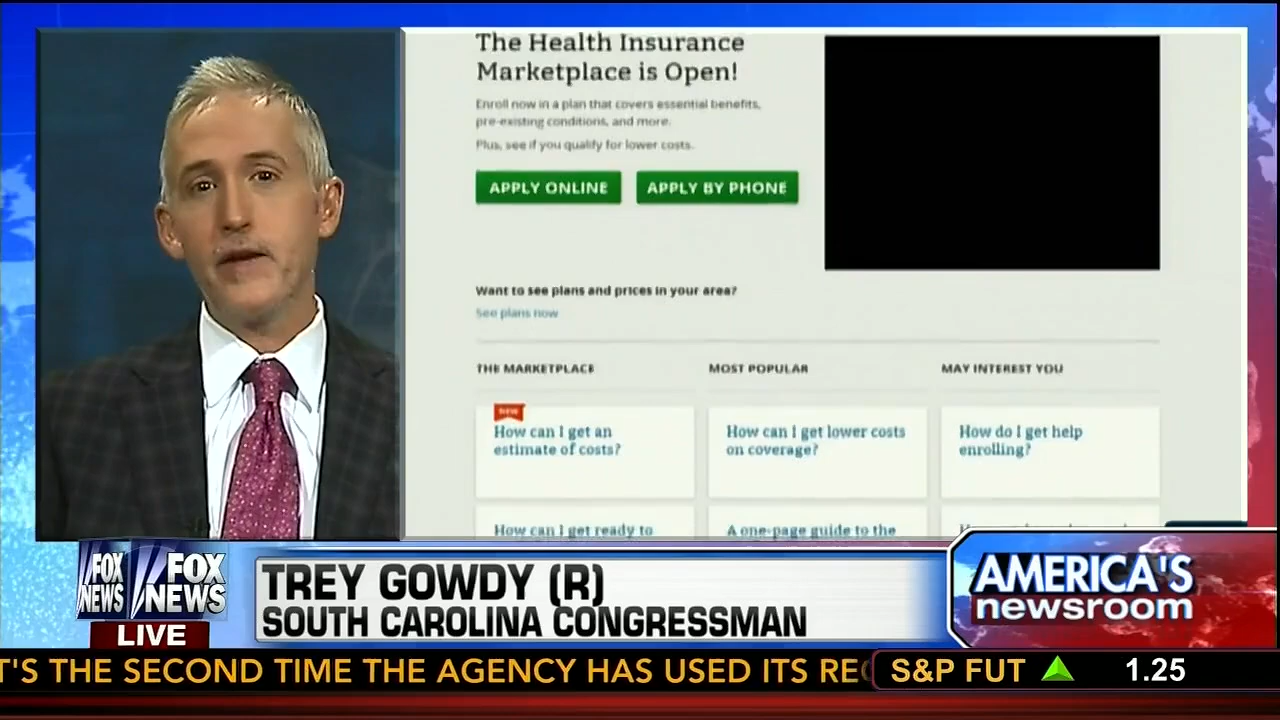 The Health Insurance
Marketplace is Open!
Enroll now in a plan that covers essential benefits,
pre-existing conditions, and more.
Plus, see if you qualify for lower costs.
APPLY ONLINE
APPLY BY PHONE
Want to see plans and prices in your area?
See plans now
THE MARKETPLACE
MOST POPULAR
MAY INTEREST YOU
NEW
How can I get an
estimate of costs?
How can I get lower costs
on coverage?
How do I get help
enrolling?
How can I get ready to
A one-page guide to the
FOX
NEWS
FOX
NEWS
LIVE
TREY GOWDY (R)
SOUTH CAROLINA CONGRESSMAN
AMERICA'S
newsroom
T'S THE SECOND TIME THE AGENCY HAS USED ITS
S&P FUT
1.25